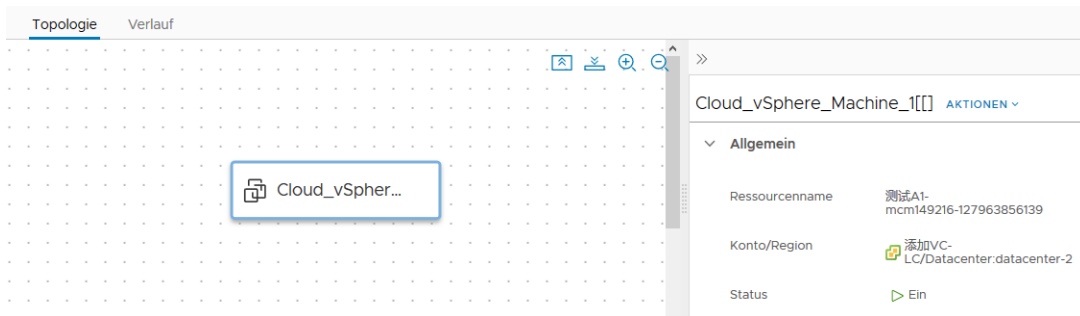 Topologie Verlauf
Cloud_vSpher...
Cloud_vSphere_Machine_1[[] AKTIONEN
Allgemein
Ressourcenname 测试A1-
mcm149216-127963856139
Konto/Region 添加VC-
LC/Datacenter:datacenter-2
Status Ein